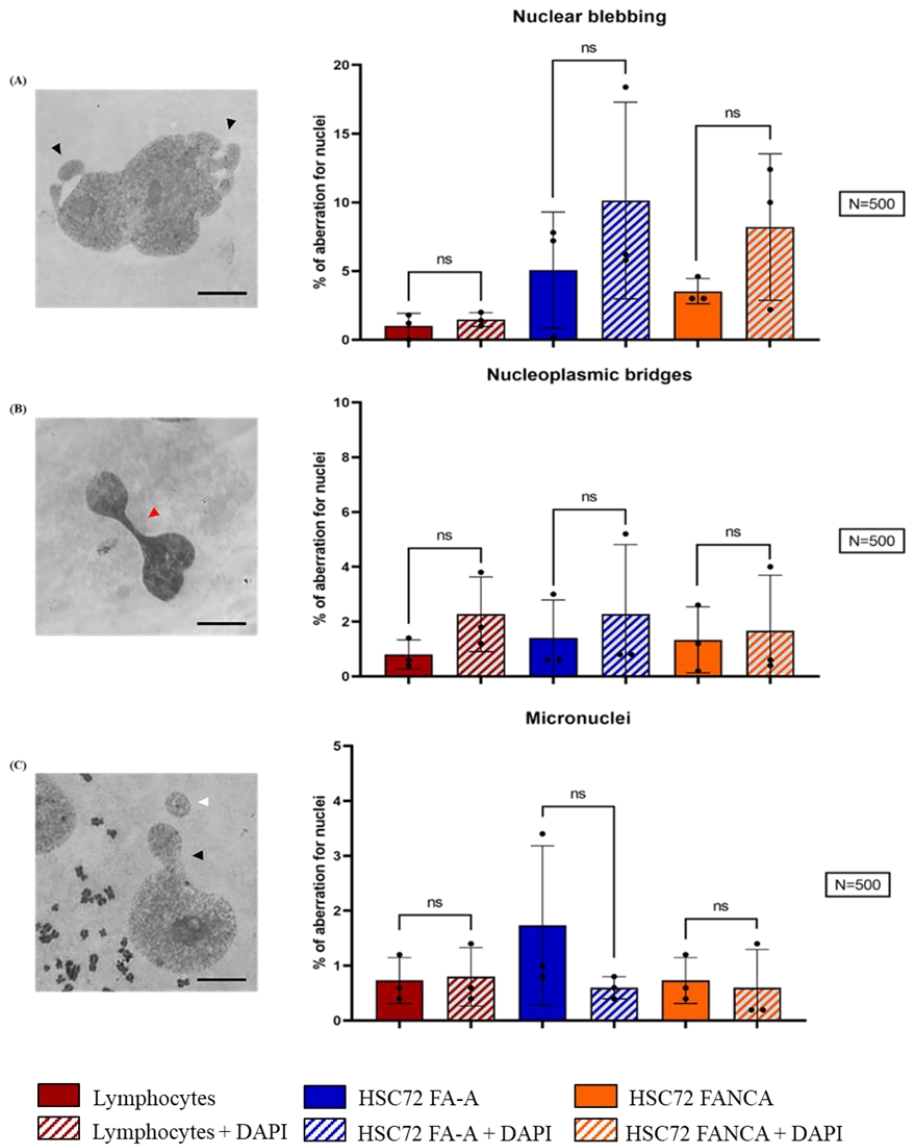 Nuclear blebbing
(A)
% of aberration for nuclei
20
15
10
5
0
ns
ns
ns
N=500
Nucleoplasmic bridges
(B)
% of aberration for nuclei
10
8
6
4
2
0
ns
ns
ns
N=500
Micronuclei
(C)
% of aberration for nuclei
5
4
3
2
1
0
ns
ns
ns
N=500
Lymphocytes
HSC72 FA-A
HSC72 FANCA
Lymphocytes + DAPI
HSC72 FA-A + DAPI
HSC72 FANCA + DAPI